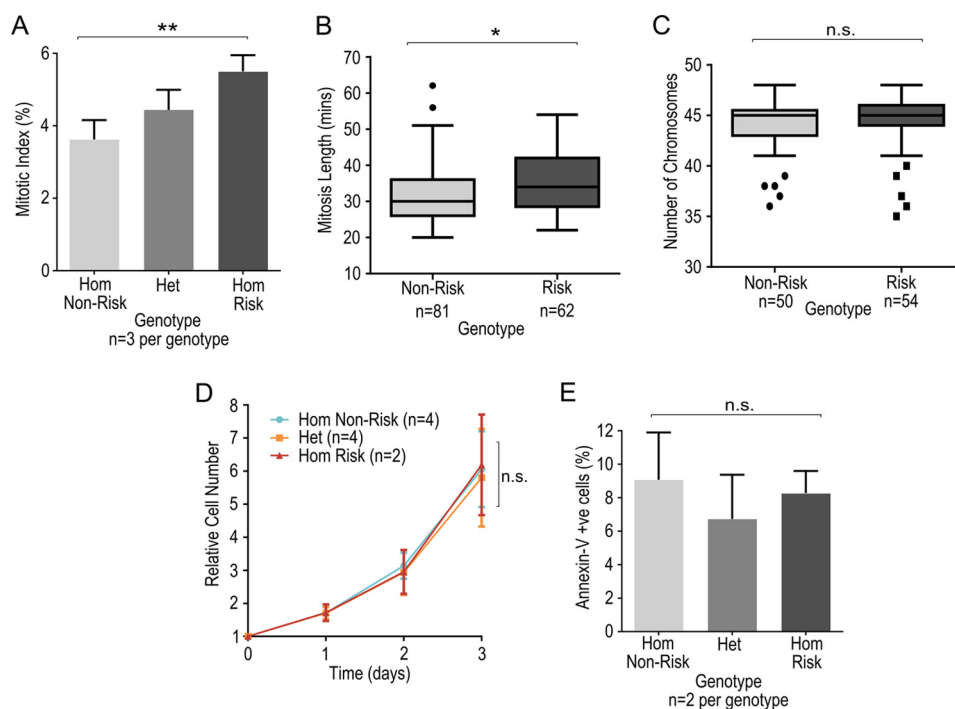 A
**
Mitotic Index (%)
6
4
2
0
Hom
Non-Risk
Het
Hom
Risk
Genotype
n=3 per genotype
B
*
Mitosis Length (mins)
70
60
50
40
30
20
10
Non-Risk
n=81
Risk
n=62
Genotype
C
n.s.
Number of Chromosomes
50
45
40
35
30
Non-Risk
n=50
Risk
n=54
Genotype
D
Relative Cell Number
8
7
6
5
4
3
2
1
Hom Non-Risk (n=4)
Het (n=4)
Hom Risk (n=2)
n.s.
0
1
2
3
Time (days)
E
n.s.
Annexin-V +ve cells (%)
12
10
8
6
4
2
0
Hom
Non-Risk
Het
Hom
Risk
Genotype
n=2 per genotype